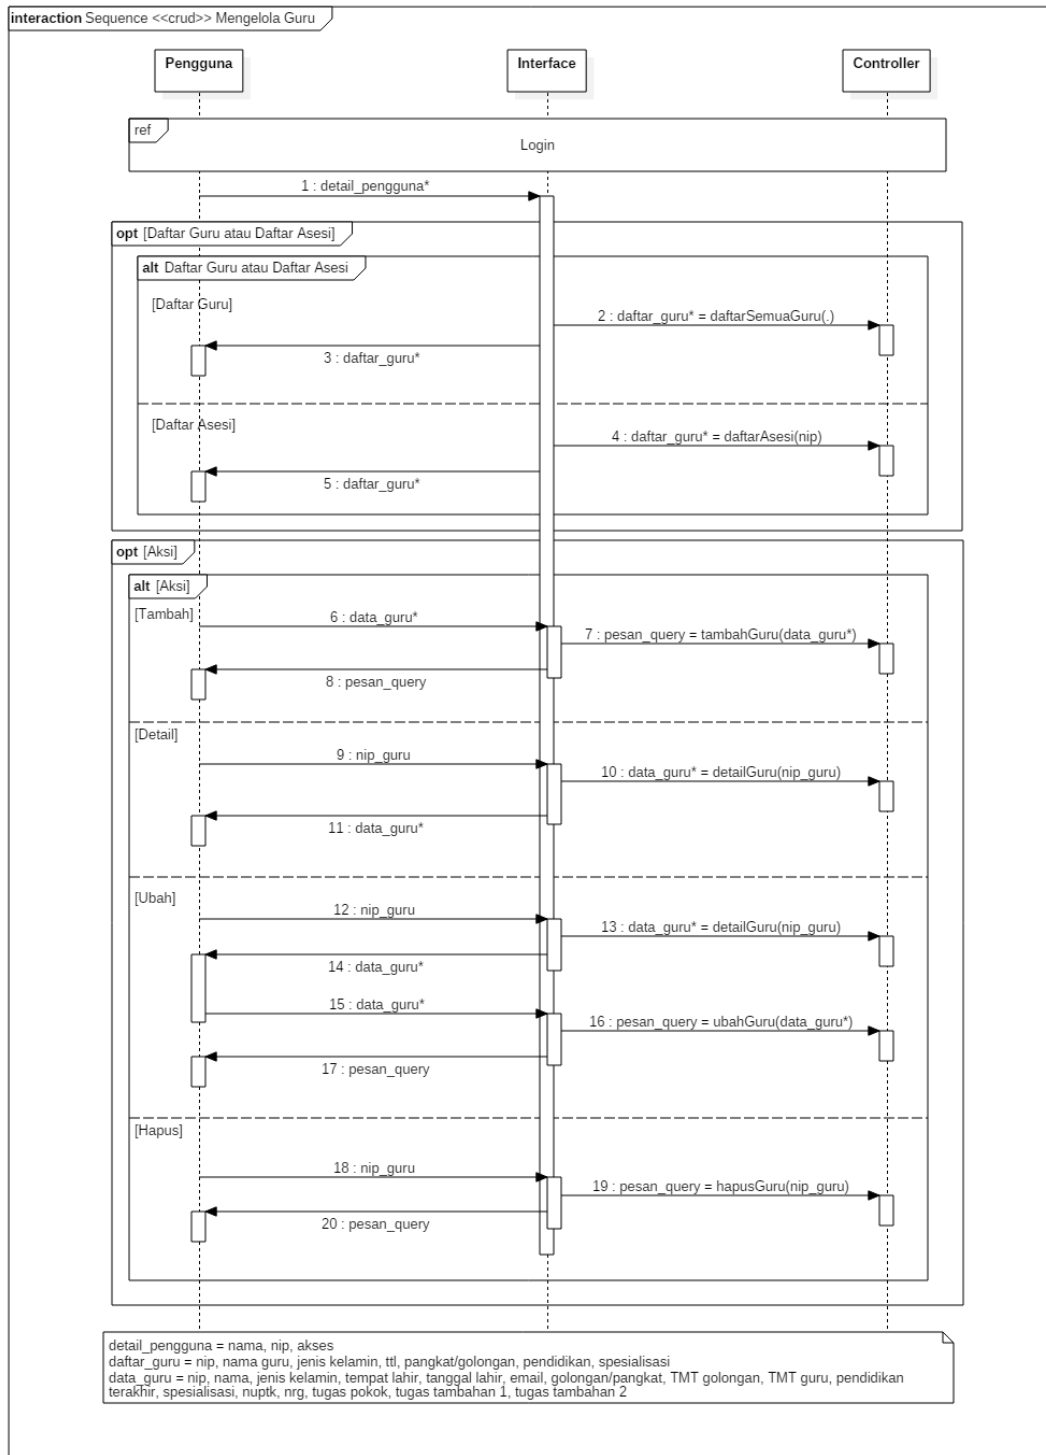 interaction Sequence <<crud>> Mengelola Guru
Pengguna
Interface
Controller
ref
Login
1 : detail_pengguna*
opt [Daftar Guru atau Daftar Asesi]
alt Daftar Guru atau Daftar Asesi
[Daftar Guru]
2 : daftar_guru* = daftarSemuaGuru(.)
3 : daftar_guru*
[Daftar Asesi]
4 : daftar_guru* = daftarAsesi(nip)
5 : daftar_guru*
opt [Aksi]
alt [Aksi]
[Tambah]
6 : data_guru*
7 : pesan_query = tambahGuru(data_guru*)
8 : pesan_query
[Detail]
9 : nip_guru
10 : data_guru* = detailGuru(nip_guru)
11 : data_guru*
[Ubah]
12 : nip_guru
13 : data_guru* = detailGuru(nip_guru)
14 : data_guru*
15 : data_guru*
16 : pesan_query = ubahGuru(data_guru*)
17 : pesan_query
[Hapus]
18 : nip_guru
19 : pesan_query = hapusGuru(nip_guru)
20 : pesan_query
detail_pengguna = nama, nip, akses
daftar_guru = nip, nama guru, jenis kelamin, ttl, pangkat/golongan, pendidikan, spesialisasi
data_guru = nip, nama, jenis kelamin, tempat lahir, tanggal lahir, email, golongan/pangkat, TMT golongan, TMT guru, pendidikan
terakhir, spesialisasi, nuptk, nrg, tugas pokok, tugas tambahan 1, tugas tambahan 2